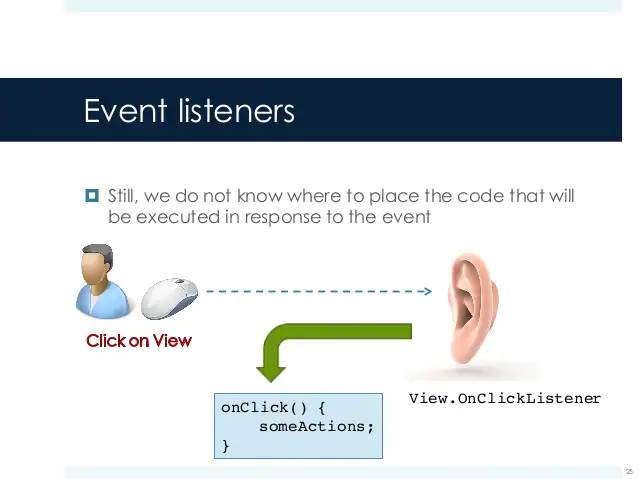 Event listeners
Still, we do not know where to place the code that will
be executed in response to the event
Click on View
View.OnClickListener
onClick() {
someActions;
}
25